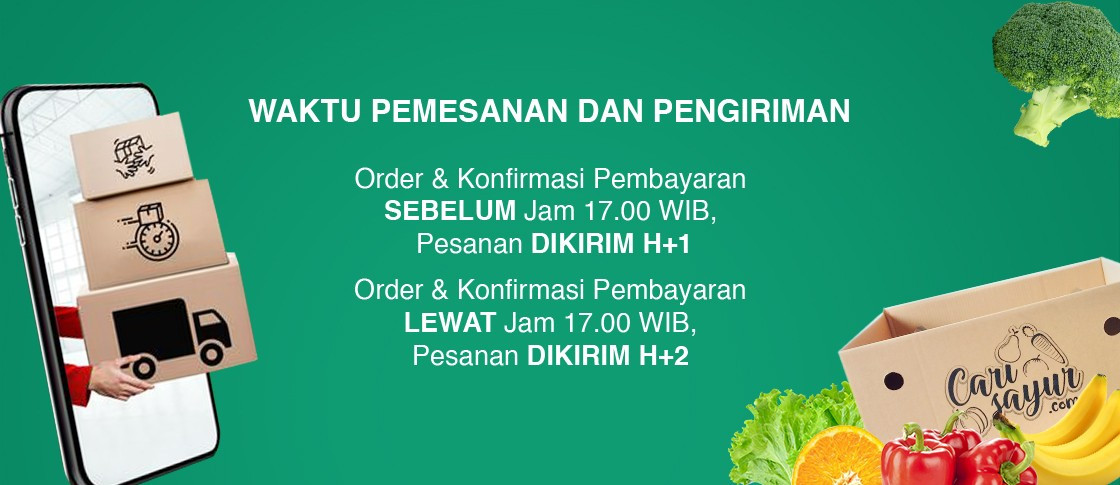 WAKTU PEMESANAN DAN PENGIRIMAN
Order & Konfirmasi Pembayaran
SEBELUM Jam 17.00 WIB,
Pesanan DIKIRIM H+1
Order & Konfirmasi Pembayaran
LEWAT Jam 17.00 WIB,
Pesanan DIKIRIM H+2
Cari
sayur
.com